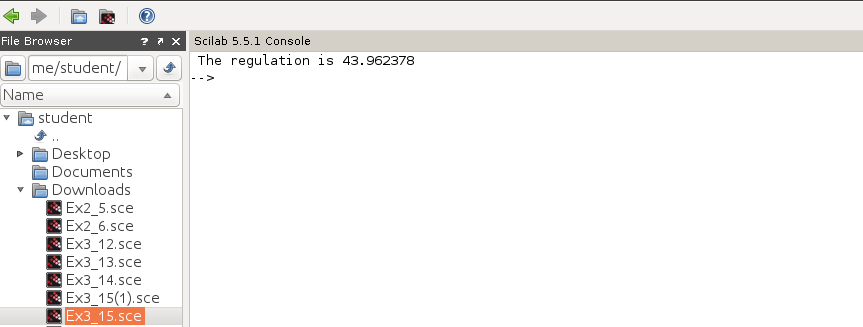 File Browser
Scilab 5.5.1 Console
me/student/
The regulation is 43.962378
-->
Name
student
..
Desktop
Documents
Downloads
Ex2_5.sce
Ex2_6.sce
Ex3_12.sce
Ex3_13.sce
Ex3_14.sce
Ex3_15(1).sce
Ex3_15.sce